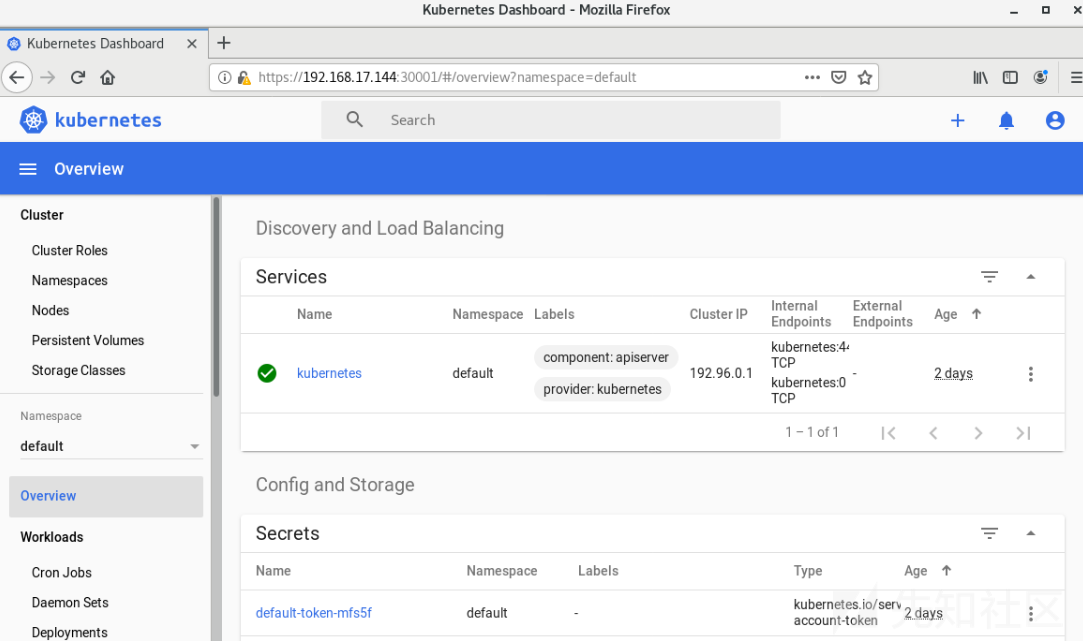 Kubernetes Dashboard - Mozilla Firefox
Kubernetes Dashboard
https://192.168.17.144:30001/#/overview?namespace=default
kubernetes
Search
Overview
Cluster
Cluster Roles
Namespaces
Nodes
Persistent Volumes
Storage Classes
Namespace
default
Overview
Workloads
Cron Jobs
Daemon Sets
Deployments
Discovery and Load Balancing
Services
Name Namespace Labels Cluster IP Internal Endpoints External Endpoints Age
kubernetes default component: apiserver provider: kubernetes 192.96.0.1 kubernetes:44 TCP kubernetes:0 TCP - 2 days
1 – 1 of 1
Config and Storage
Secrets
Name Namespace Labels Type Age
default-token-mfs5f default - kubernetes.io/serv account-token 2 days
先知社区